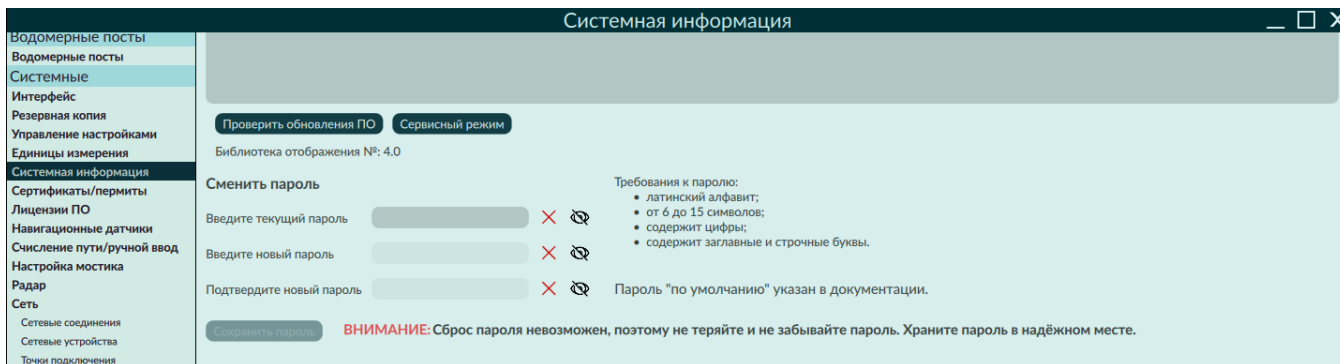 Системная информация
Водомерные посты
Водомерные посты
Системные
Интерфейс
Резервная копия
Управление настройками
Единицы измерения
Системная информация
Сертификаты/пермиты
Лицензии ПО
Навигационные датчики
Счисление пути/ручной ввод
Настройка мостика
Радар
Сеть
Сетевые соединения
Сетевые устройства
Точки подключения
Проверить обновления ПО
Сервисный режим
Библиотека отображения №: 4.0
Сменить пароль
Введите текущий пароль
Введите новый пароль
Подтвердите новый пароль
Требования к паролю:
• латинский алфавит;
• от 6 до 15 символов;
• содержит цифры;
• содержит заглавные и строчные буквы.
Пароль "по умолчанию" указан в документации.
Сохранить пароль
ВНИМАНИЕ: Сброс пароля невозможен, поэтому не теряйте и не забывайте пароль. Храните пароль в надёжном месте.